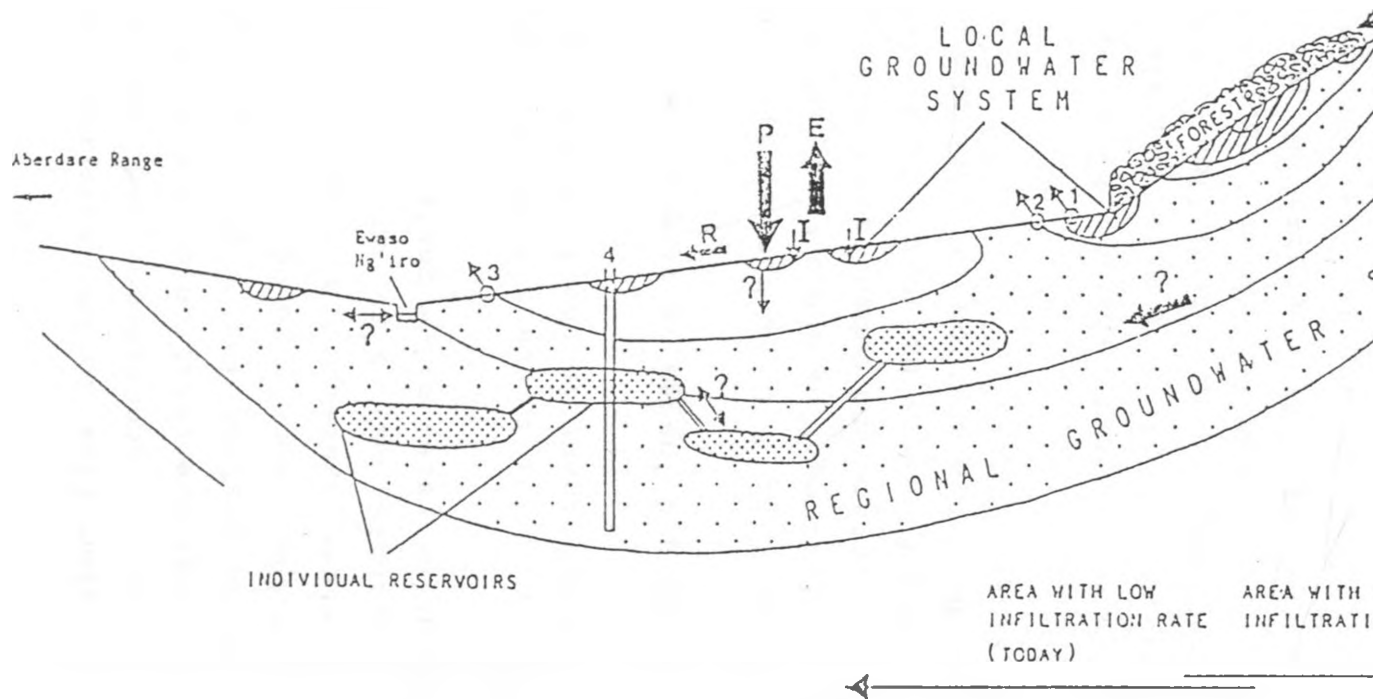 LOCAL
GROUNDWATER
SYSTEM
P
E
FOREST
Aberdare Range
2
1
I
I
R
Ewaso
Ng'iro
3
4
?
?
?
?
REGIONAL GROUNDWATER
INDIVIDUAL RESERVOIRS
AREA WITH LOW
INFILTRATION RATE
(TODAY)
AREA WITH
INFILTRATI